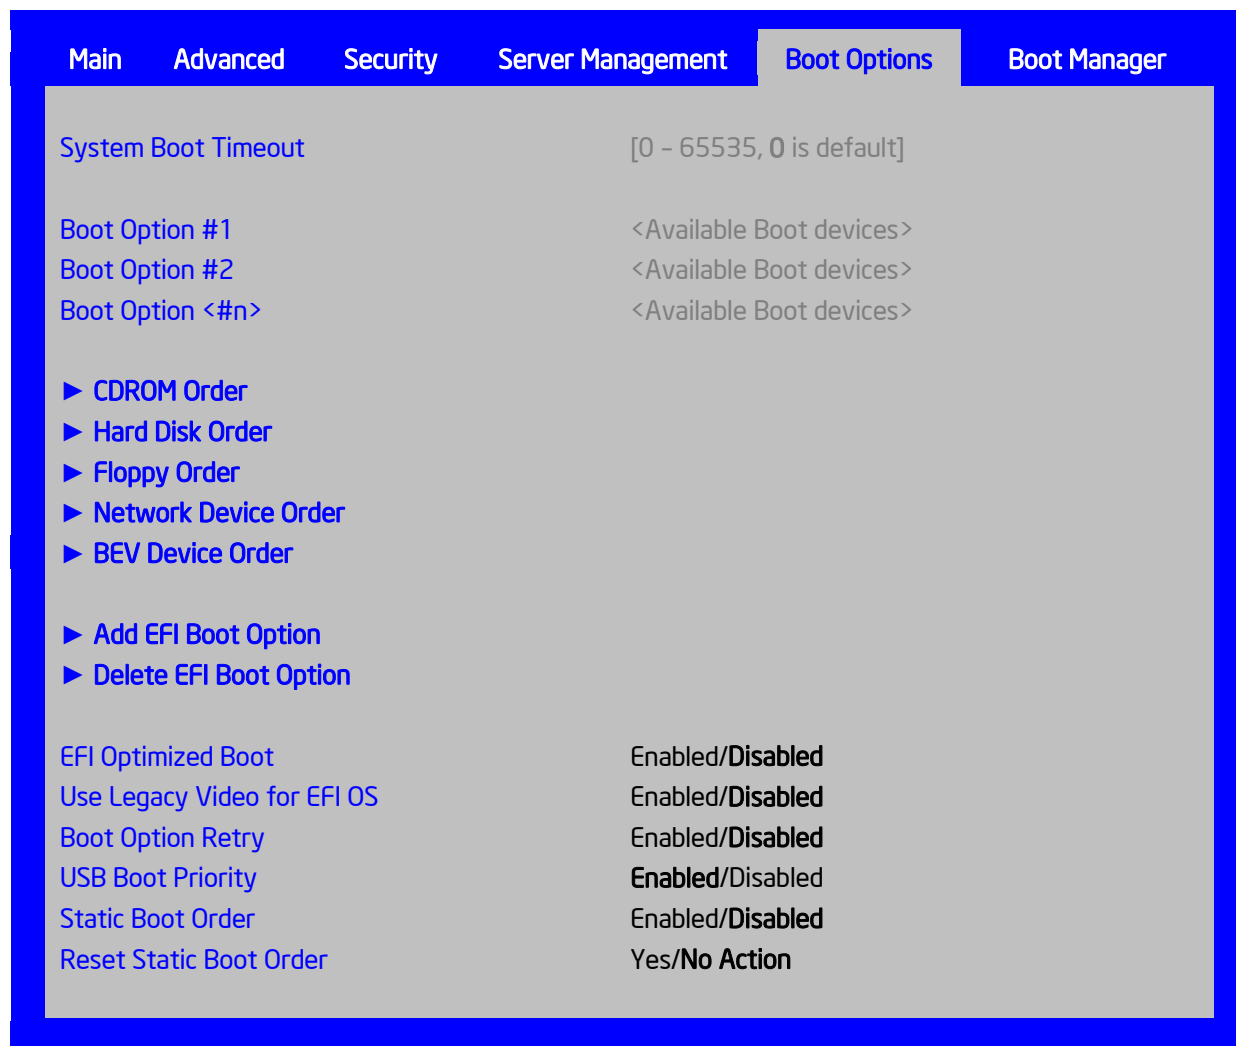 Main Advanced Security Server Management Boot Options Boot Manager
System Boot Timeout [0 – 65535, 0 is default]
Boot Option #1 <Available Boot devices>
Boot Option #2 <Available Boot devices>
Boot Option <#n> <Available Boot devices>
► CDROM Order
► Hard Disk Order
► Floppy Order
► Network Device Order
► BEV Device Order
► Add EFI Boot Option
► Delete EFI Boot Option
EFI Optimized Boot Enabled/Disabled
Use Legacy Video for EFI OS Enabled/Disabled
Boot Option Retry Enabled/Disabled
USB Boot Priority Enabled/Disabled
Static Boot Order Enabled/Disabled
Reset Static Boot Order Yes/No Action